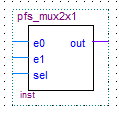 pfs_mux2x1
e0 out
e1
sel
inst